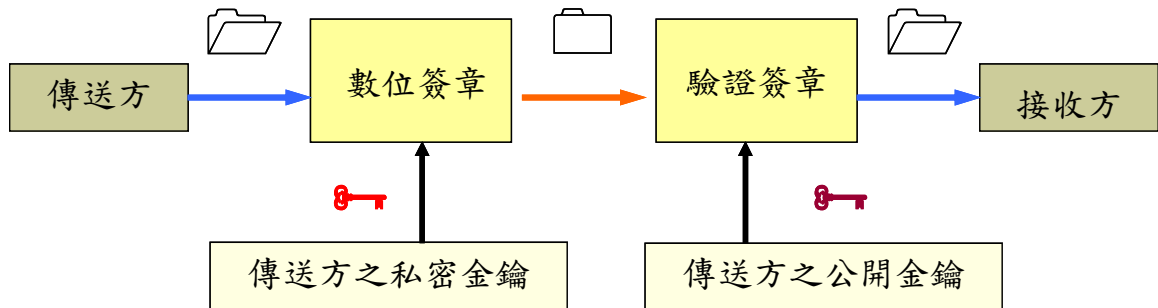 傳送方
數位簽章
驗證簽章
接收方
傳送方之私密金鑰
傳送方之公開金鑰